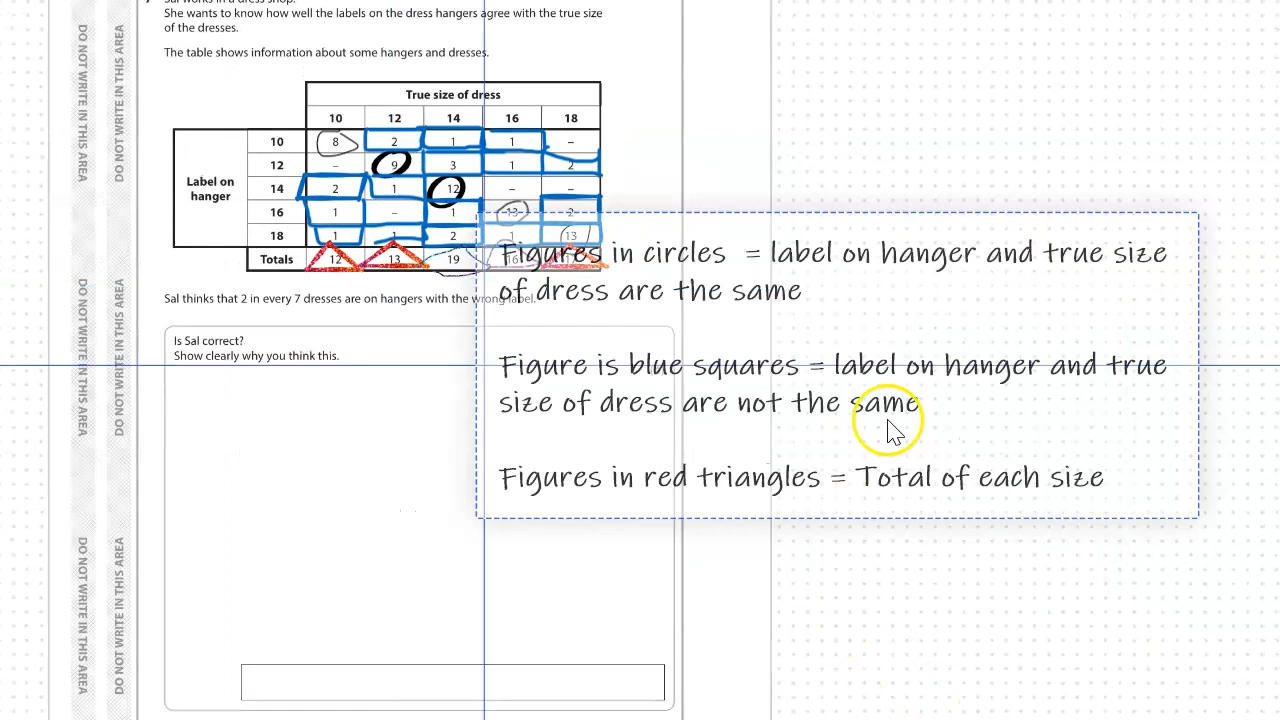 She wants to know how well the labels on the dress hangers agree with the true size
of the dresses.
The table shows information about some hangers and dresses.
True size of dress
10 12 14 16 18
Label on hanger
10 8 2 1 1 –
12 – 9 3 1 2
14 2 1 12 – –
16 1 – 1 13 2
18 1 1 2 1 13
Totals 12 13 19 16
Sal thinks that 2 in every 7 dresses are on hangers with the wrong label.
Is Sal correct?
Show clearly why you think this.
Figures in circles = label on hanger and true size
of dress are the same
Figure is blue squares = label on hanger and true
size of dress are not the same
Figures in red triangles = Total of each size
DO NOT WRITE IN THIS AREA
DO NOT WRITE IN THIS AREA
DO NOT WRITE IN THIS AREA
DO NOT WRITE IN THIS AREA
DO NOT WRITE IN THIS AREA
DO NOT WRITE IN THIS AREA